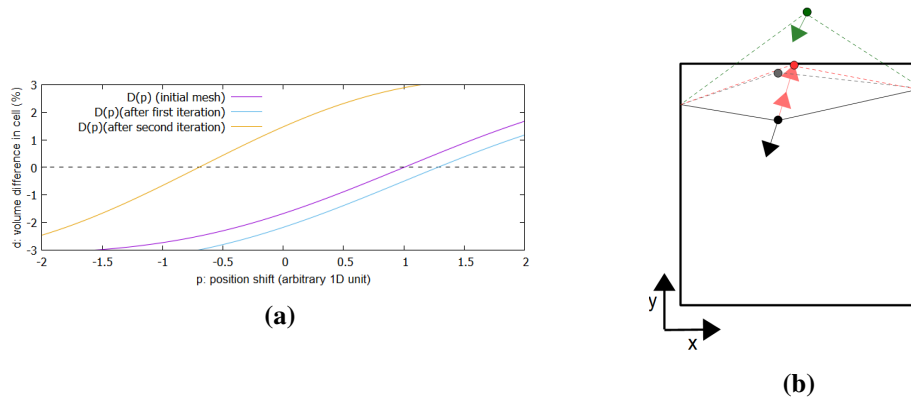 3
2
1
0
-1
-2
-3
d: volume difference in cell (%)
D(p) (initial mesh)
D(p)(after first iteration)
D(p)(after second iteration)
-2
-1.5
-1
-0.5
0
0.5
1
1.5
2
p: position shift (arbitrary 1D unit)
(a)
y
x
(b)